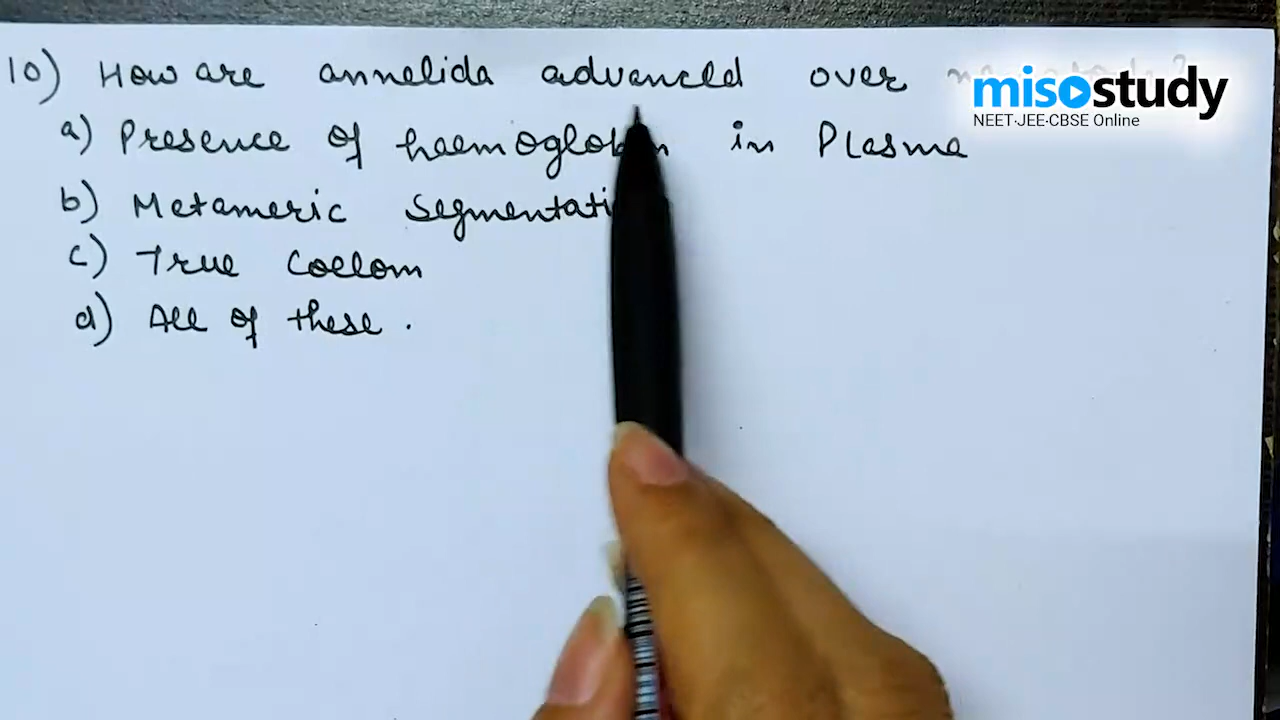 10) How are annelida advanced over
misostudy
NEET·JEE·CBSE Online
a) Presence of haemoglobin in Plasma
b) Metameric Segmentati
c) True Coelom
d) All of these .